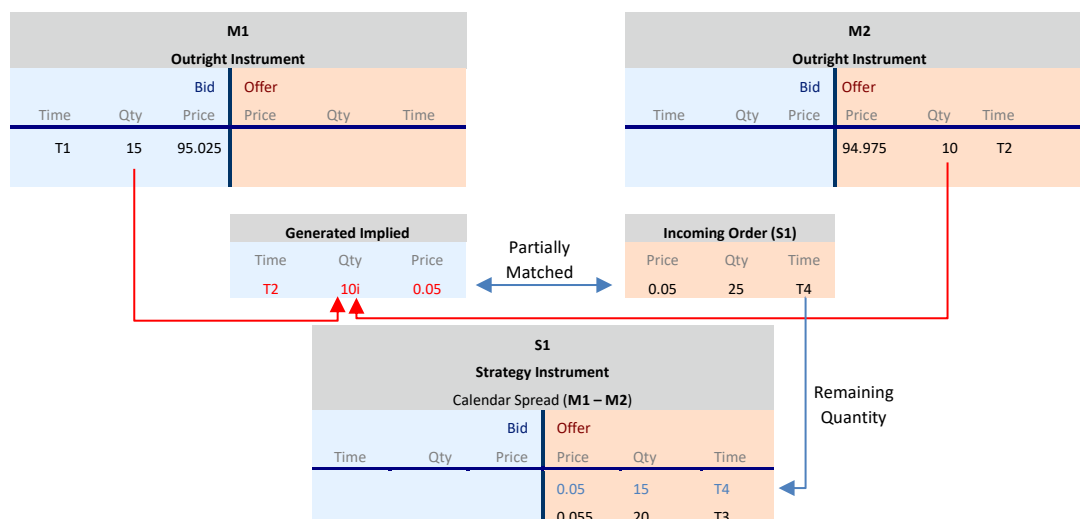 M1
Outright Instrument
Bid Offer
Time Qty Price Price Qty Time
T1 15 95.025
M2
Outright Instrument
Bid Offer
Time Qty Price Price Qty Time
94.975 10 T2
Generated Implied
Time Qty Price
T2 10i 0.05
Partially
Matched
Incoming Order (S1)
Price Qty Time
0.05 25 T4
S1
Strategy Instrument
Calendar Spread (M1 – M2)
Bid Offer
Time Qty Price Price Qty Time
0.05 15 T4
0.055 20 T3
Remaining
Quantity